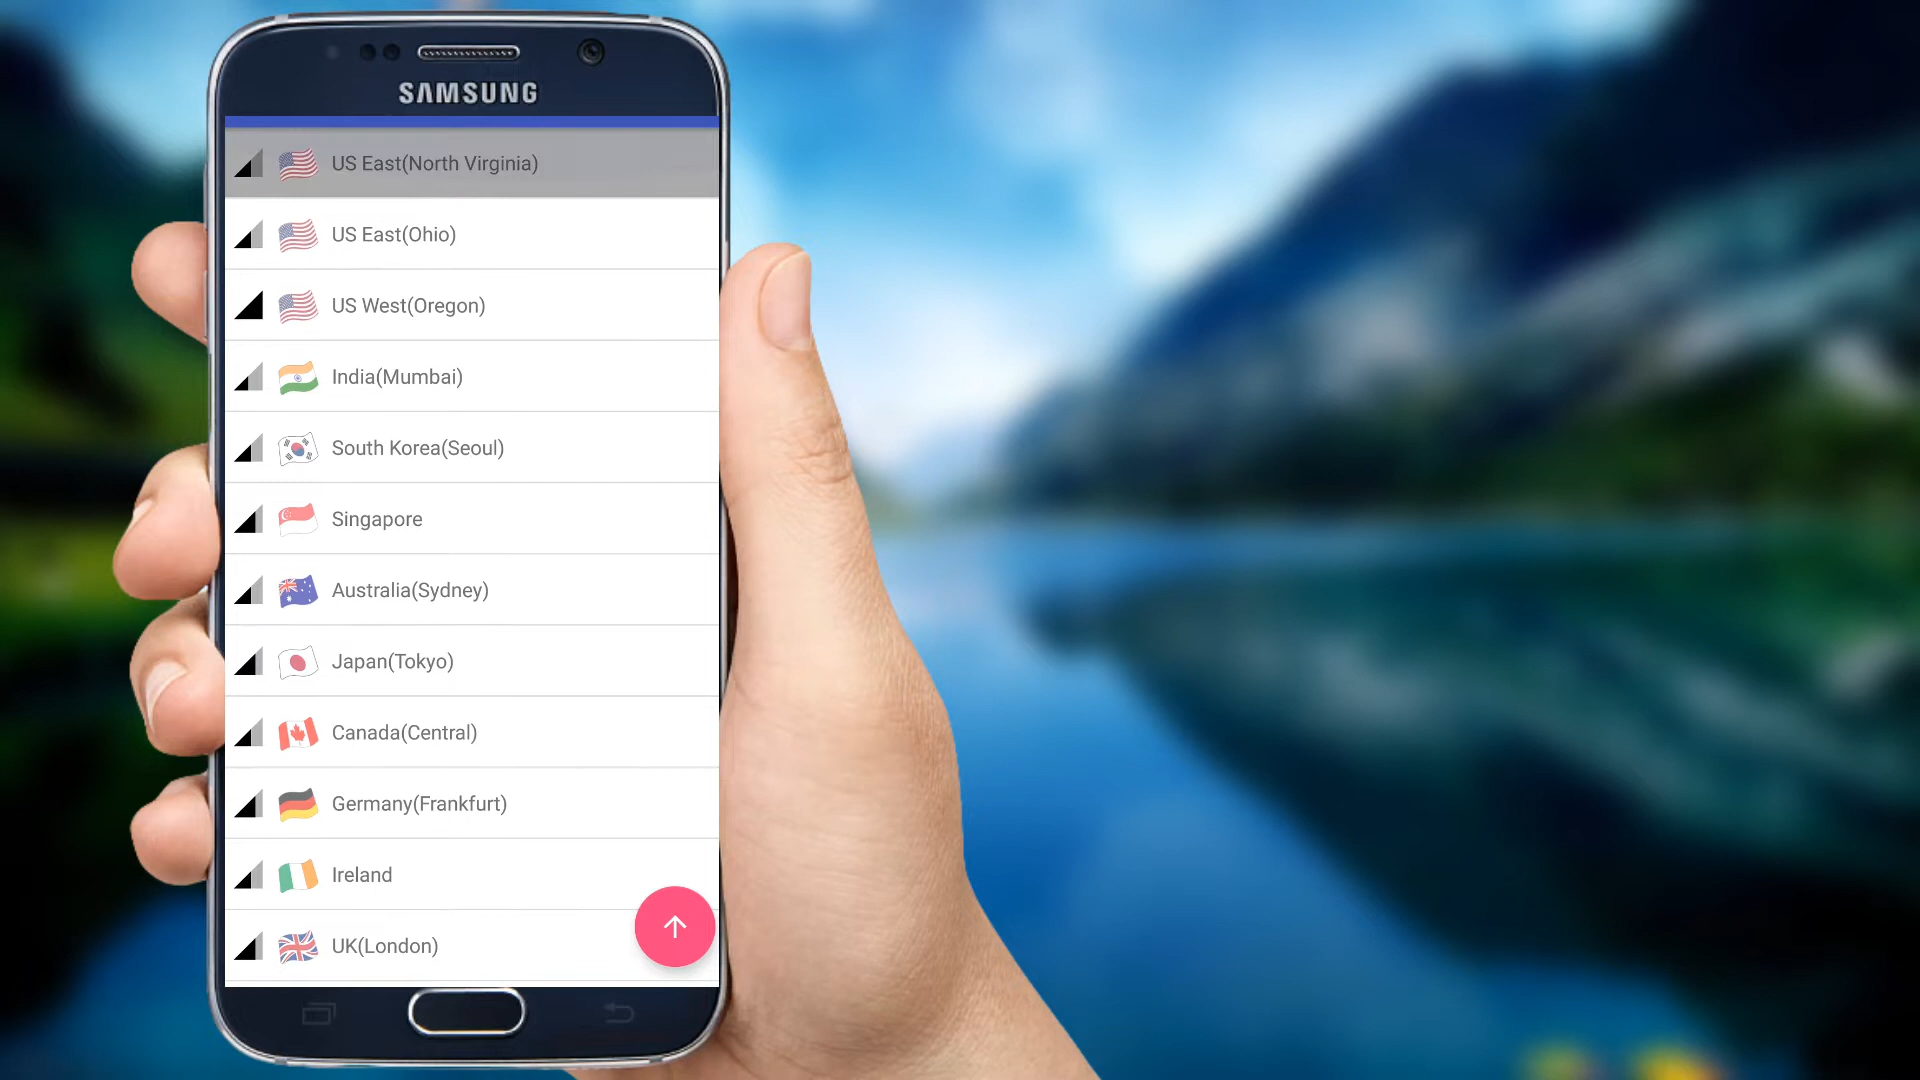 SAMSUNG
US East(North Virginia)
US East(Ohio)
US West(Oregon)
India(Mumbai)
South Korea(Seoul)
Singapore
Australia(Sydney)
Japan(Tokyo)
Canada(Central)
Germany(Frankfurt)
Ireland
UK(London)